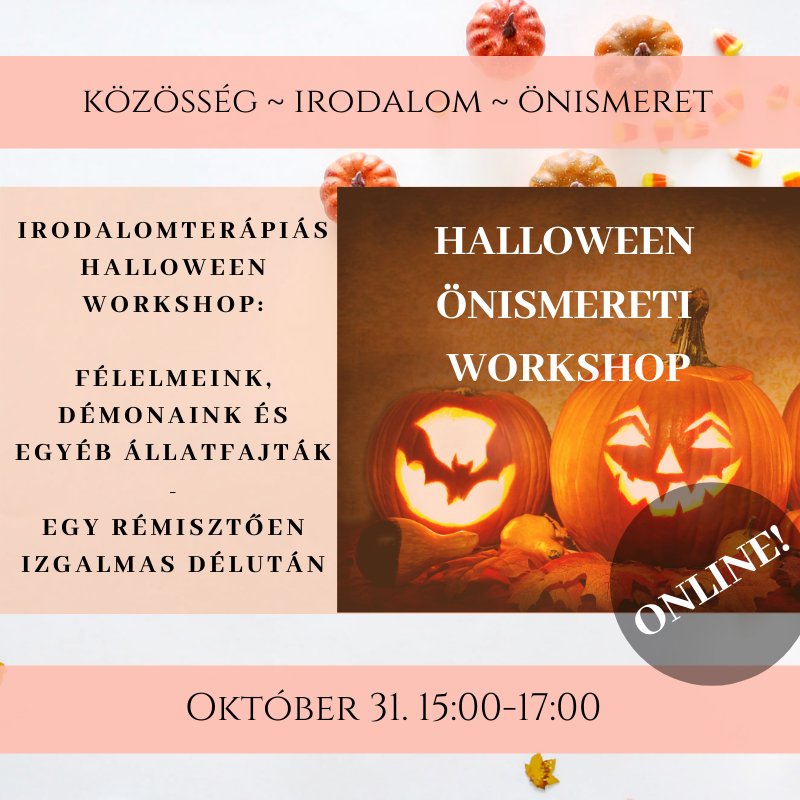 KÖZÖSSÉG ~ IRODALOM ~ ÖNISMERET
IRODALOMTERÁPIÁS
HALLOWEEN
WORKSHOP:
FÉLELMEINK,
DÉMONAINK ÉS
EGYÉB ÁLLATFAJTÁK
-
EGY RÉMISZTŐEN
IZGALMAS DÉLUTÁN
HALLOWEEN
ÖNISMERETI
WORKSHOP
ONLINE!
OKTÓBER 31. 15:00-17:00